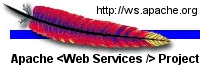 http://ws.apache.org
Apache <Web Services /> Project